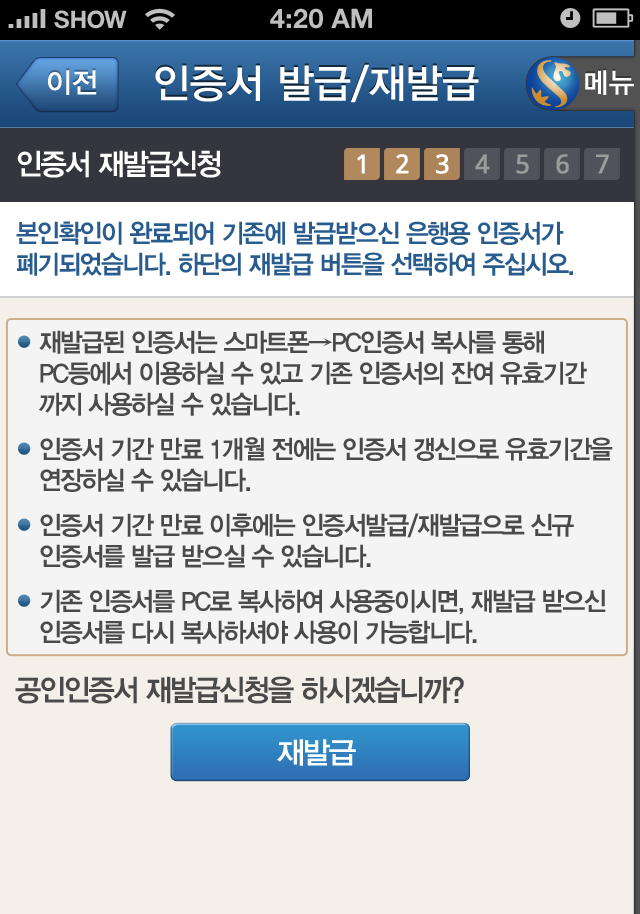 SHOW 4:20 AM
이전 인증서 발급/재발급 메뉴
인증서 재발급신청 1 2 3 4 5 6 7
본인확인이 완료되어 기존에 발급받으신 은행용 인증서가
폐기되었습니다. 하단의 재발급 버튼을 선택하여 주십시오.
• 재발급된 인증서는 스마트폰→PC인증서 복사를 통해
PC등에서 이용하실 수 있고 기존 인증서의 잔여 유효기간
까지 사용하실 수 있습니다.
• 인증서 기간 만료 1개월 전에는 인증서 갱신으로 유효기간을
연장하실 수 있습니다.
• 인증서 기간 만료 이후에는 인증서발급/재발급으로 신규
인증서를 발급 받으실 수 있습니다.
• 기존 인증서를 PC로 복사하여 사용중이시면, 재발급 받으신
인증서를 다시 복사하셔야 사용이 가능합니다.
공인인증서 재발급신청을 하시겠습니까?
재발급